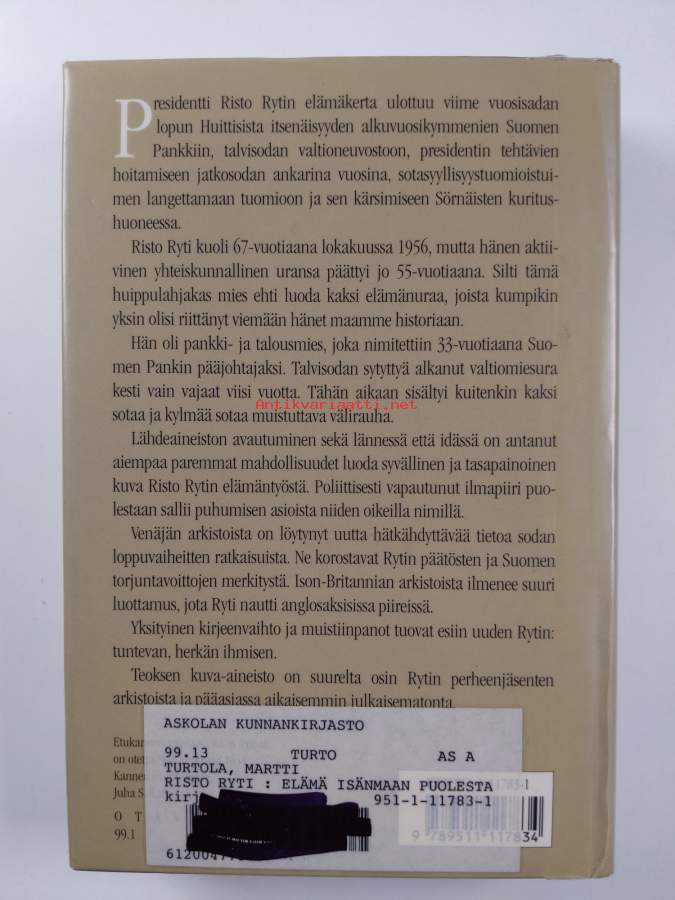 Presidentti Risto Rytin elämäkerta ulottuu viime vuosisadan
lopun Huittisista itsenäisyyden alkuvuosikymmenien Suomen
Pankkiin, talvisodan valtioneuvostoon, presidentin tehtävien
hoitamiseen jatkosodan ankarina vuosina, sotasyyllisyystuomioistui-
men langettamaan tuomioon ja sen kärsimiseen Sörnäisten kuritus-
huoneessa.
Risto Ryti kuoli 67-vuotiaana lokakuussa 1956, mutta hänen aktii-
vinen yhteiskunnallinen uransa päättyi jo 55-vuotiaana. Silti tämä
huippulahjakas mies ehti luoda kaksi elämänuraa, joista kumpikin
yksin olisi riittänyt viemään hänet maamme historiaan.
Hän oli pankki- ja talousmies, joka nimitettiin 33-vuotiaana Suo-
men Pankin pääjohtajaksi. Talvisodan sytyttyä alkanut valtiomiesura
kesti vain vajaat viisi vuotta. Tähän aikaan sisältyi kuitenkin kaksi
Antikvariaatti.net
sotaa ja kylmää sotaa muistuttava välirauha.
Lähdeaineiston avautuminen sekä lännessä että idässä on antanut
aiempaa paremmat mahdollisuudet luoda syvällinen ja tasapainoinen
kuva Risto Rytin elämäntyöstä. Poliittisesti vapautunut ilmapiiri puo-
lestaan sallii puhumisen asioista niiden oikeilla nimillä.
Venäjän arkistoista on löytynyt uutta hätkähdyttävää tietoa sodan
loppuvaiheitten ratkaisuista. Ne korostavat Rytin päätösten ja Suomen
torjuntavoittojen merkitystä. Ison-Britannian arkistoista ilmenee suuri
luottamus, jota Ryti nautti anglosaksisissa piireissä.
Yksityinen kirjeenvaihto ja muistiinpanot tuovat esiin uuden Rytin:
tuntevan, herkän ihmisen.
Teoksen kuva-aineisto on suurelta osin Rytin perheenjäsenten
arkistoista ja pääasiassa aikaisemmin julkaisematonta.
ASKOLAN KUNNANKIRJASTO
99.13 TURTO AS A
TURTOLA, MARTTI
RISTO RYTI : ELÄMÄ ISÄNMAAN PUOLESTA
kirj 951-1-11783-1
9 789511 117834
on
Juha S
O T
99.1